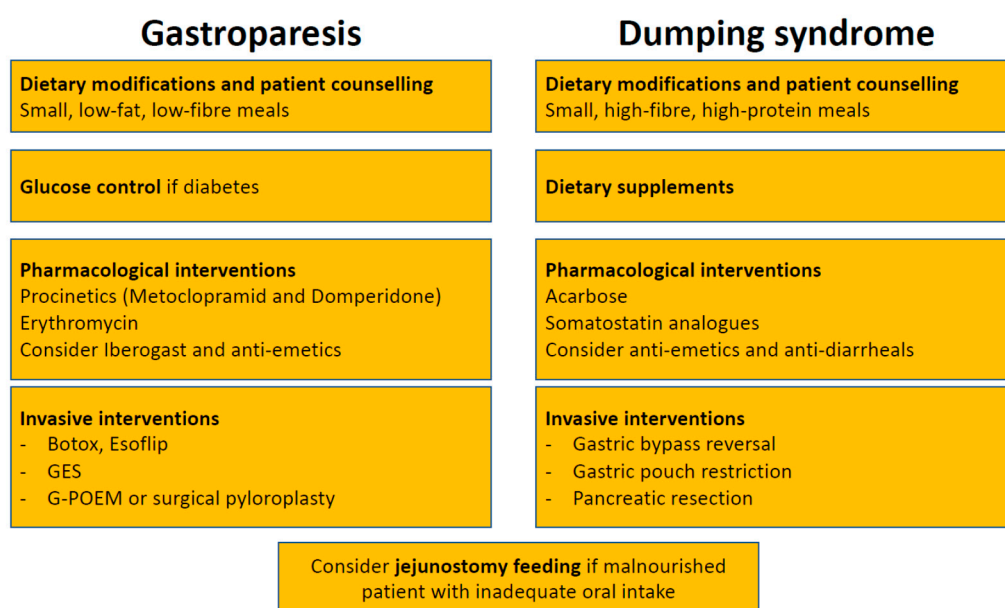 Gastroparesis
Dietary modifications and patient counselling
Small, low-fat, low-fibre meals
Glucose control if diabetes
Pharmacological interventions
Procinetics (Metoclopramid and Domperidone)
Erythromycin
Consider Iberogast and anti-emetics
Invasive interventions
- Botox, Esoflip
- GES
- G-POEM or surgical pyloroplasty
Dumping syndrome
Dietary modifications and patient counselling
Small, high-fibre, high-protein meals
Dietary supplements
Pharmacological interventions
Acarbose
Somatostatin analogues
Consider anti-emetics and anti-diarrheals
Invasive interventions
- Gastric bypass reversal
- Gastric pouch restriction
- Pancreatic resection
Consider jejunostomy feeding if malnourished
patient with inadequate oral intake